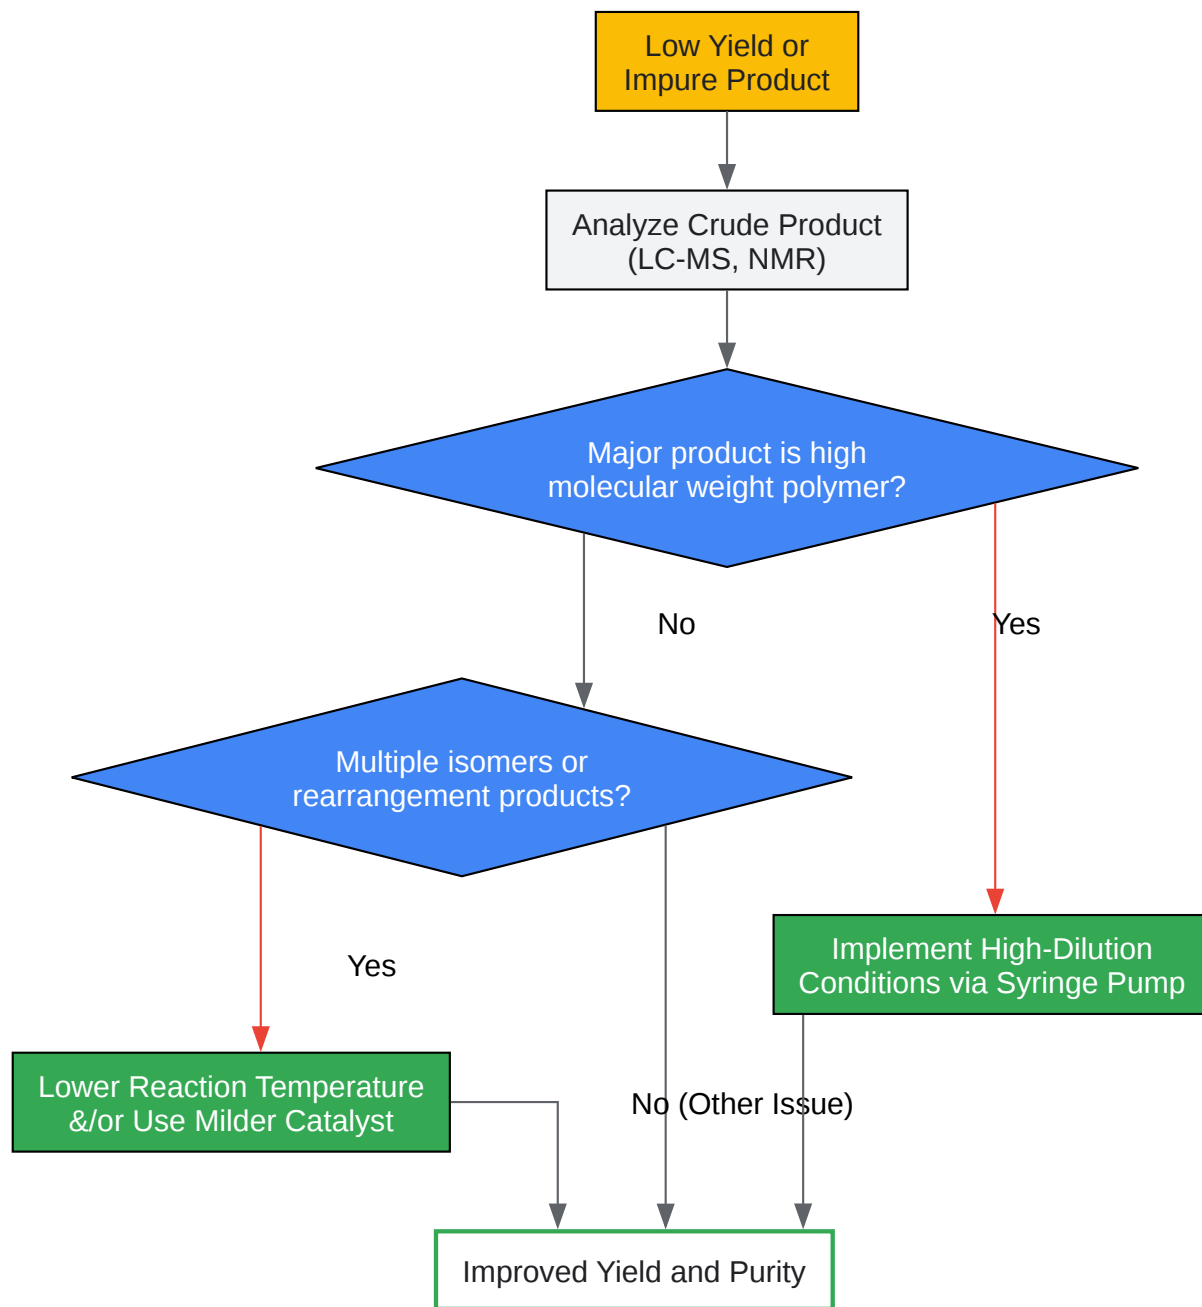 Low Yield or
Impure Product
Analyze Crude Product
(LC-MS, NMR)
Major product is high
molecular weight polymer?
No
Yes
Multiple isomers or
rearrangement products?
Implement High-Dilution
Conditions via Syringe Pump
Yes
Lower Reaction Temperature
&/or Use Milder Catalyst
No (Other Issue)
Improved Yield and Purity